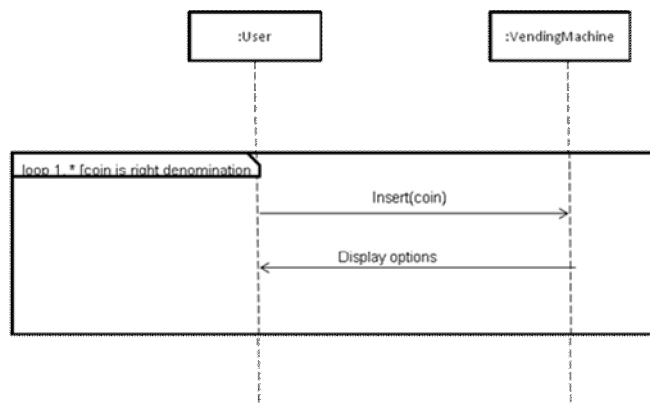 :User
:VendingMachine
loop 1, * [coin is right denomination
Insert(coin)
Display options